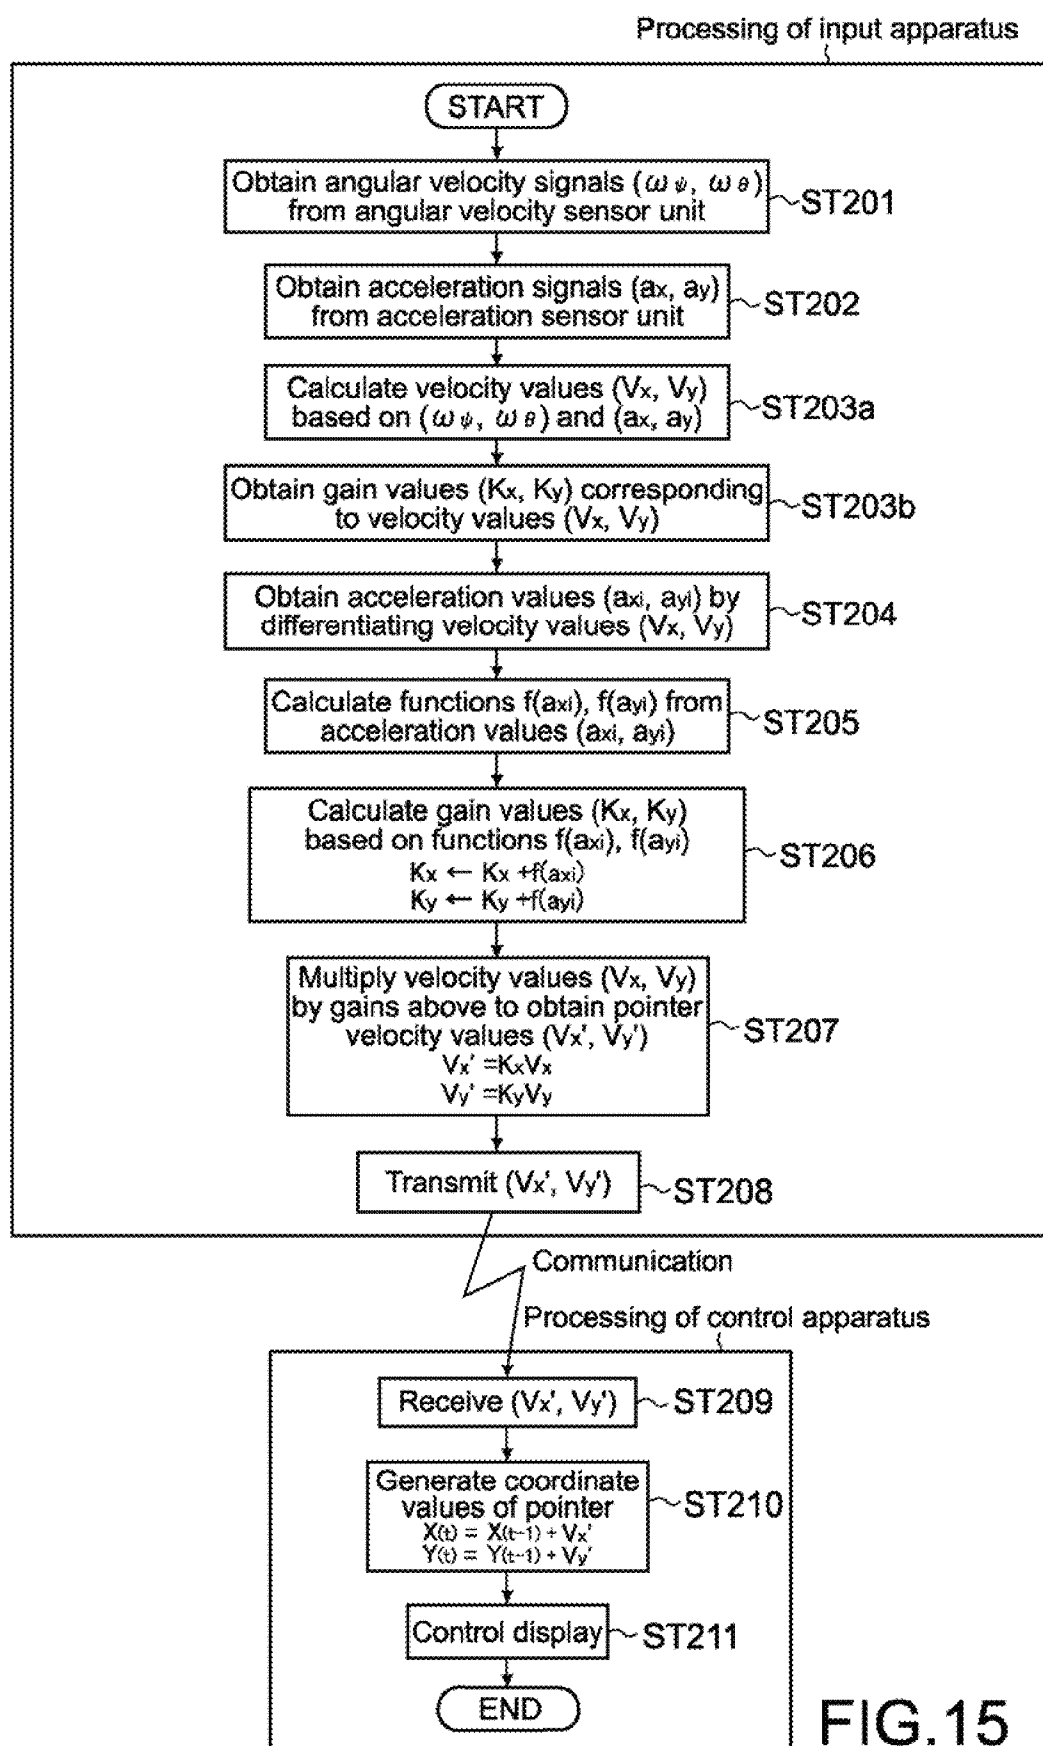 Processing of input apparatus
START
Obtain angular velocity signals (ωψ, ωθ)
from angular velocity sensor unit
ST201
Obtain acceleration signals (ax, ay)
from acceleration sensor unit
ST202
Calculate velocity values (Vx, Vy)
based on (ωψ, ωθ) and (ax, ay)
ST203a
Obtain gain values (Kx, Ky) corresponding
to velocity values (Vx, Vy)
ST203b
Obtain acceleration values (axi, ayi) by
differentiating velocity values (Vx, Vy)
ST204
Calculate functions f(axi), f(ayi) from
acceleration values (axi, ayi)
ST205
Calculate gain values (Kx, Ky)
based on functions f(axi), f(ayi)
Kx ← Kx +f(axi)
Ky ← Ky +f(ayi)
ST206
Multiply velocity values (Vx, Vy)
by gains above to obtain pointer
velocity values (Vx', Vy')
Vx' =KxVx
Vy' =KyVy
ST207
Transmit (Vx', Vy')
ST208
Communication
Processing of control apparatus
Receive (Vx', Vy')
ST209
Generate coordinate
values of pointer
X(t) = X(t-1) + Vx'
Y(t) = Y(t-1) + Vy'
ST210
Control display
ST211
END
FIG.15